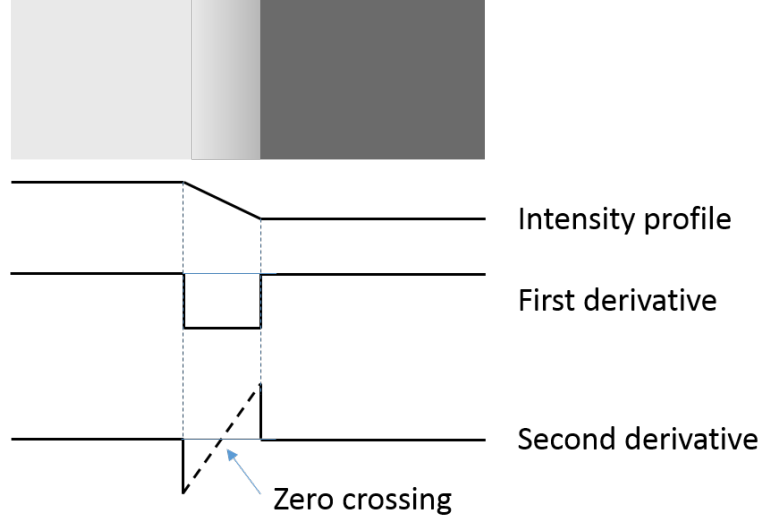 Intensity profile
First derivative
Second derivative
Zero crossing